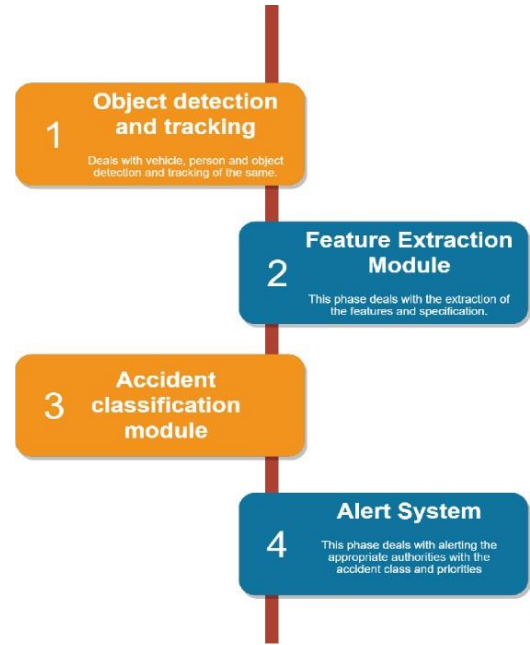 1
Object detection
and tracking
Deals with vehicle, person and object
detection and tracking of the same.
2
Feature Extraction
Module
This phase deals with the extraction of
the features and specification.
3
Accident
classification
module
4
Alert System
This phase deals with alerting the
appropriate authorities with the
accident class and priorities